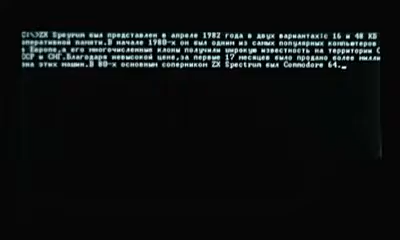 C:\>ZX Spectrum был представлен в апреле 1982 года в двух вариантах:с 16 и 48 КБ
оперативной памяти.В начале 1980-х он был одним из самых популярных компьютеров
в Европе,а его многочисленные клоны получили широкую известность на территории С
ССР и СНГ.Благодаря невысокой цене,за первые 17 месяцев было продано более милли
она этих машин.В 80-х основным соперником ZX Spectrum был Commodore 64._